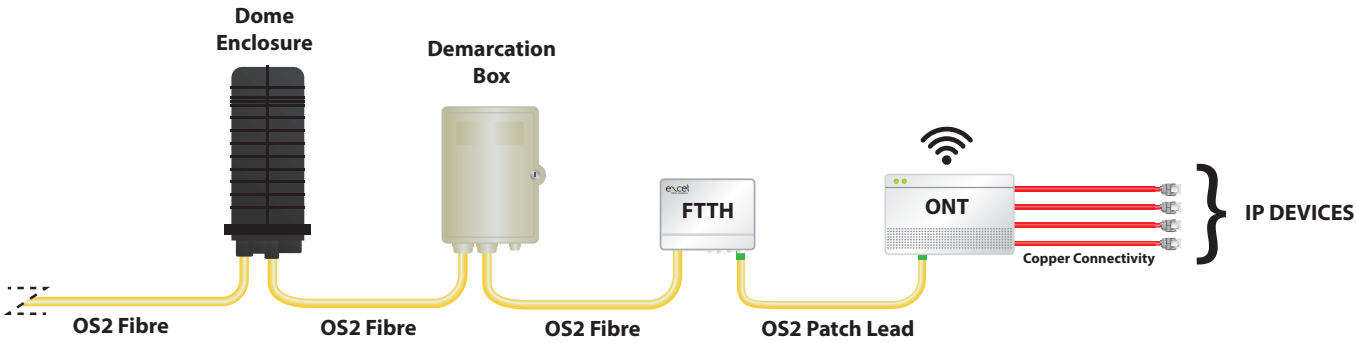 Dome
Enclosure
Demarcation
Box
excel
FTTH
ONT
IP DEVICES
Copper Connectivity
OS2 Fibre
OS2 Fibre
OS2 Fibre
OS2 Patch Lead